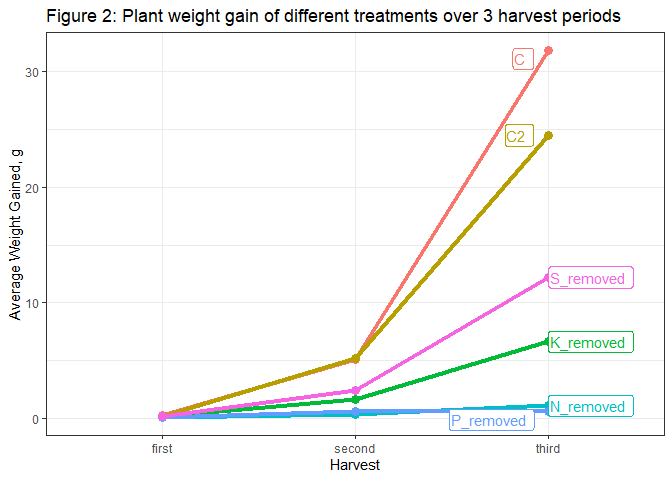 Figure 2: Plant weight gain of different treatments over 3 harvest periods
Average Weight Gained, g
30
20
10
0
C
C2
S_removed
K_removed
N_removed
P_removed
first
second
third
Harvest